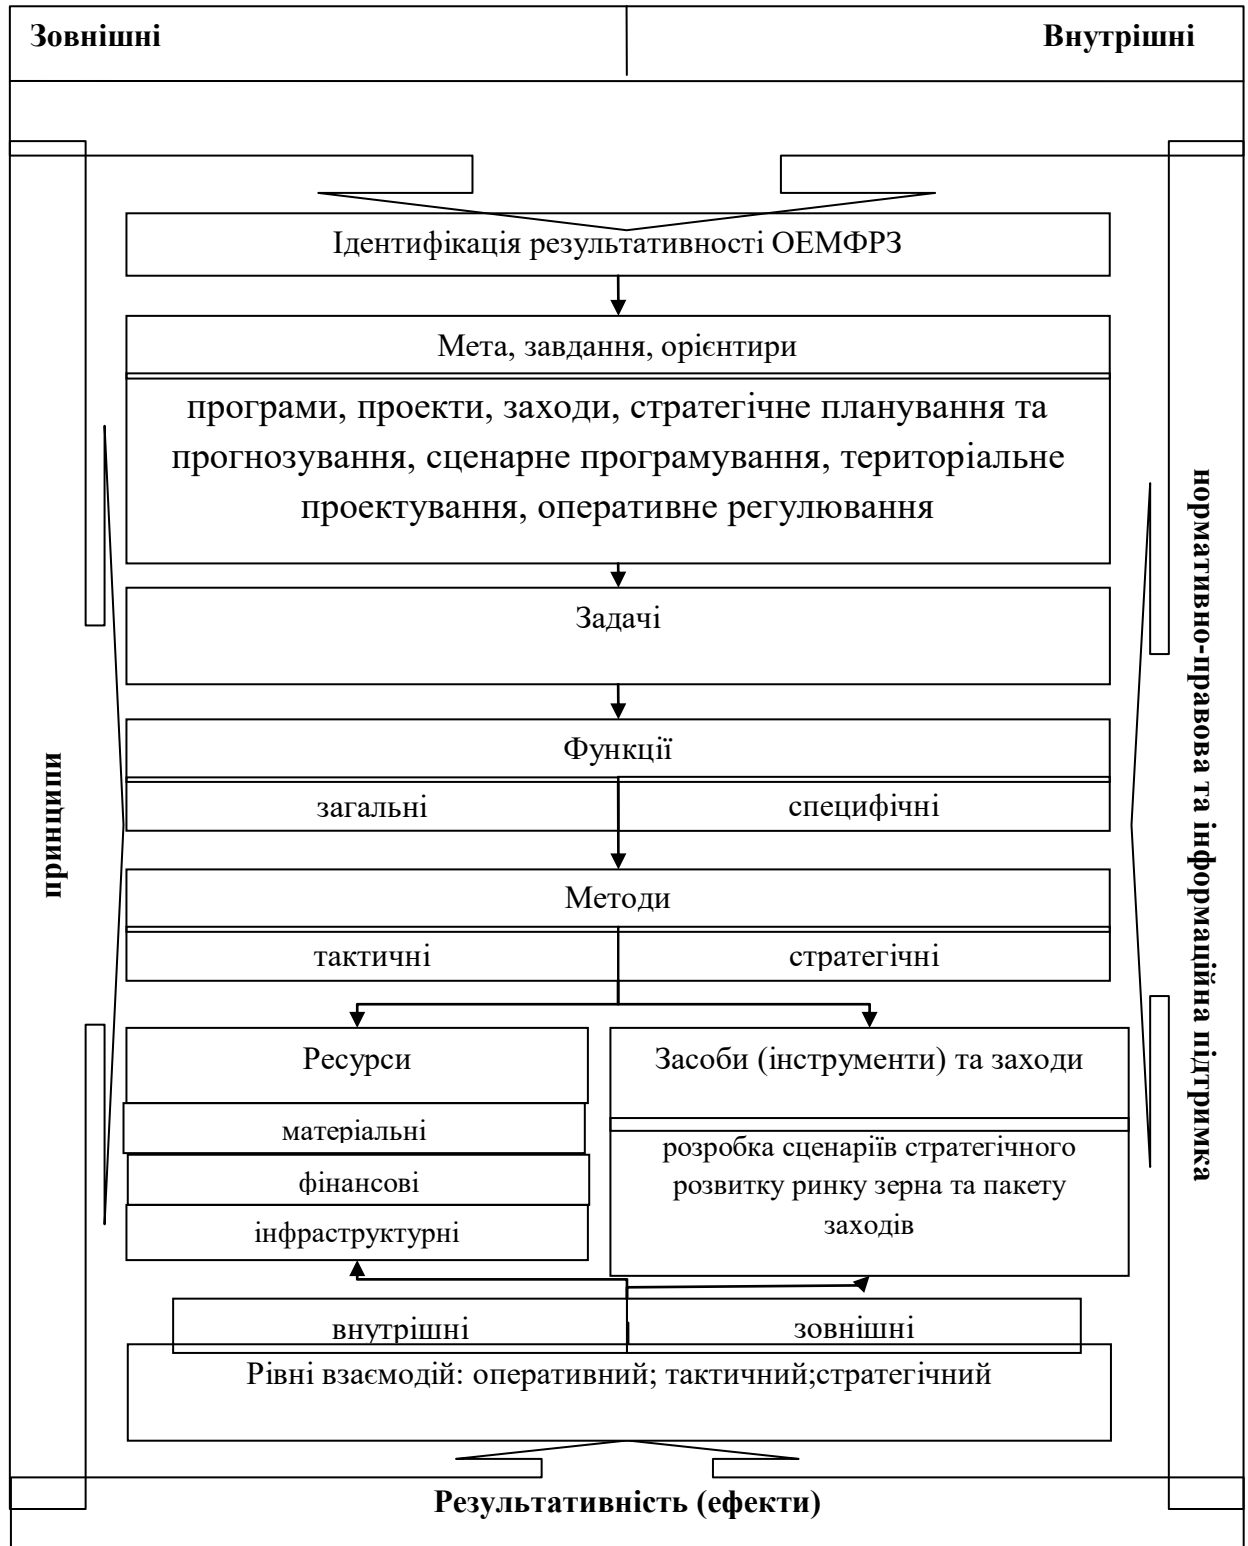 Зовнішні
Внутрішні
Ідентифікація результативності ОЕМФРЗ
Мета, завдання, орієнтири
програми, проекти, заходи, стратегічне планування та
прогнозування, сценарне програмування, територіальне
проектування, оперативне регулювання
Задачі
Функції
загальні
специфічні
Методи
тактичні
стратегічні
принципи
нормативно-правова та інформаційна підтримка
Ресурси
матеріальні
фінансові
інфраструктурні
Засоби (інструменти) та заходи
розробка сценаріїв стратегічного
розвитку ринку зерна та пакету
заходів
внутрішні
зовнішні
Рівні взаємодій: оперативний; тактичний;стратегічний
Результативність (ефекти)